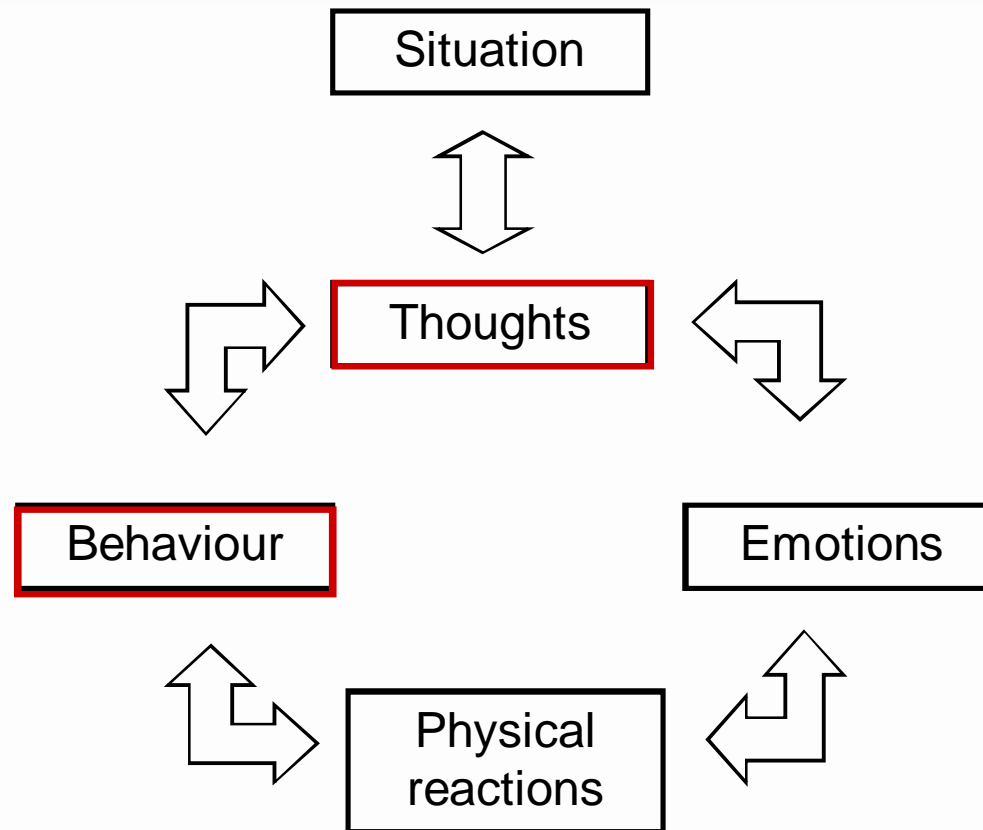 Situation
Thoughts
Behaviour
Emotions
Physical
reactions